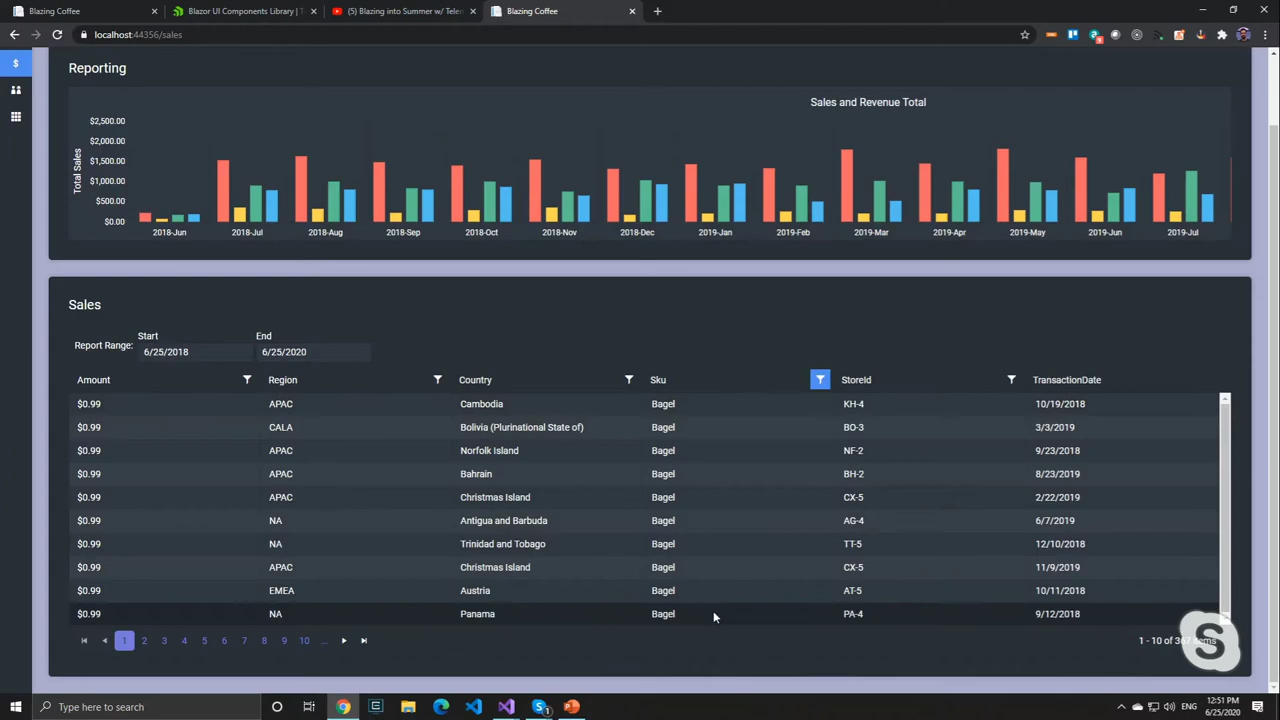 Blazing Coffee
Blazor UI Components Library | T
(5) Blazing into Summer w/ Teler
Blazing Coffee
localhost:44356/sales
$
Reporting
Sales and Revenue Total
Total Sales
$2,500.00
$2,000.00
$1,500.00
$1,000.00
$500.00
$0.00
2018-Jun 2018-Jul 2018-Aug 2018-Sep 2018-Oct 2018-Nov 2018-Dec 2019-Jan 2019-Feb 2019-Mar 2019-Apr 2019-May 2019-Jun 2019-Jul
Sales
Report Range:
Start End
6/25/2018 6/25/2020
Amount Region Country Sku StoreId TransactionDate
$0.99 APAC Cambodia Bagel KH-4 10/19/2018
$0.99 CALA Bolivia (Plurinational State of) Bagel BO-3 3/3/2019
$0.99 APAC Norfolk Island Bagel NF-2 9/23/2018
$0.99 APAC Bahrain Bagel BH-2 8/23/2019
$0.99 APAC Christmas Island Bagel CX-5 2/22/2019
$0.99 NA Antigua and Barbuda Bagel AG-4 6/7/2019
$0.99 NA Trinidad and Tobago Bagel TT-5 12/10/2018
$0.99 APAC Christmas Island Bagel CX-5 11/9/2019
$0.99 EMEA Austria Bagel AT-5 10/11/2018
$0.99 NA Panama Bagel PA-4 9/12/2018
1 2 3 4 5 6 7 8 9 10 ...
1 - 10 of 367 items
Type here to search
ENG
12:51 PM
6/25/2020